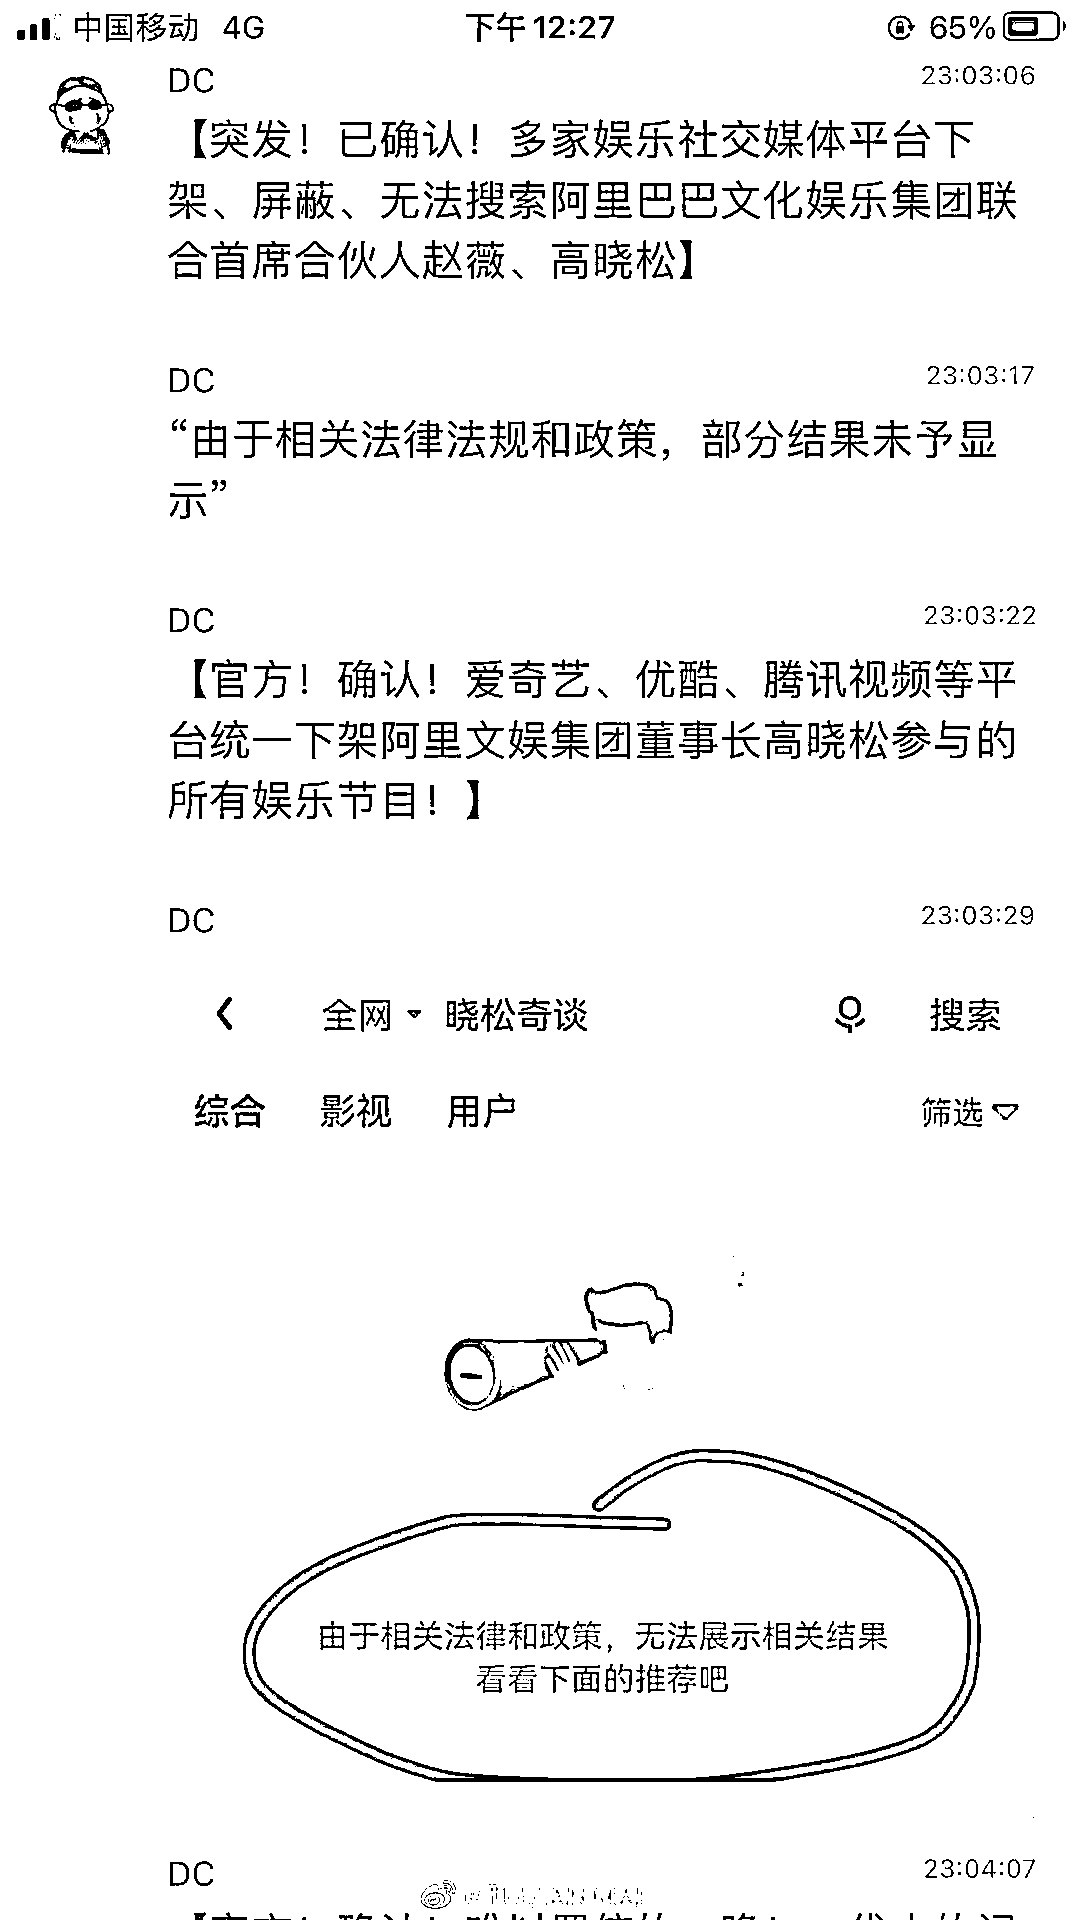 中国移动 4G 下午12:27 65%
DC 23:03:06
【突发！已确认！多家娱乐社交媒体平台下
架、屏蔽、无法搜索阿里巴巴文化娱乐集团联
合首席合伙人赵薇、高晓松】
DC 23:03:17
“由于相关法律法规和政策，部分结果未予显
示”
DC 23:03:22
【官方！确认！爱奇艺、优酷、腾讯视频等平
台统一下架阿里文娱集团董事长高晓松参与的
所有娱乐节目！】
DC 23:03:29
全网 晓松奇谈 搜索
综合 影视 用户 筛选
由于相关法律和政策，无法展示相关结果
看看下面的推荐吧
DC 23:04:07